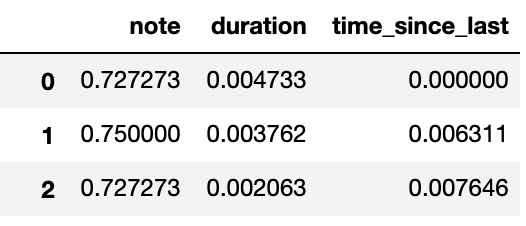 note duration time_since_last
0 0.727273 0.004733 0.000000
1 0.750000 0.003762 0.006311
2 0.727273 0.002063 0.007646